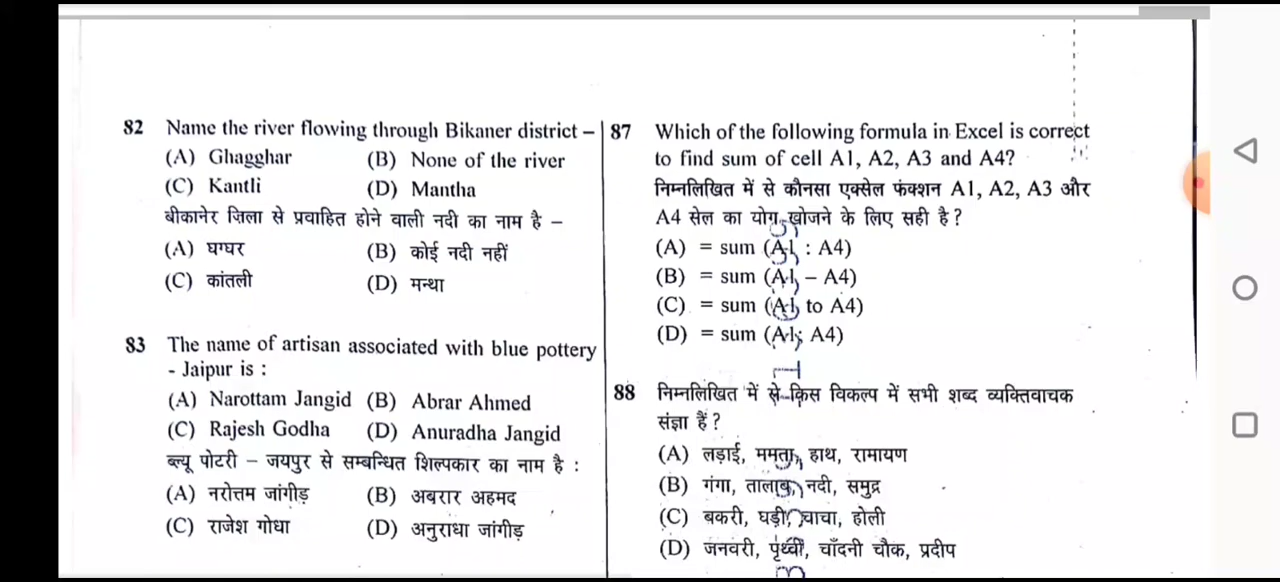 82 Name the river flowing through Bikaner district –
(A) Ghagghar (B) None of the river
(C) Kantli (D) Mantha
बीकानेर ज़िला से प्रवाहित होने वाली नदी का नाम है –
(A) घग्घर (B) कोई नदी नहीं
(C) कांतली (D) मन्था
83 The name of artisan associated with blue pottery
- Jaipur is :
(A) Narottam Jangid (B) Abrar Ahmed
(C) Rajesh Godha (D) Anuradha Jangid
ब्ल्यू पोटरी – जयपुर से सम्बन्धित शिल्पकार का नाम है :
(A) नरोत्तम जांगीड़ (B) अबरार अहमद
(C) राजेश गोधा (D) अनुराधा जांगीड़
87 Which of the following formula in Excel is correct
to find sum of cell A1, A2, A3 and A4?
निम्नलिखित में से कौनसा एक्सेल फंक्शन A1, A2, A3 और
A4 सेल का योग खोजने के लिए सही है ?
(A) = sum (A1 : A4)
(B) = sum (A1 – A4)
(C) = sum (A1 to A4)
(D) = sum (A1; A4)
88 निम्नलिखित में से किस विकल्प में सभी शब्द व्यक्तिवाचक
संज्ञा हैं ?
(A) लड़ाई, ममता, हाथ, रामायण
(B) गंगा, तालाब, नदी, समुद्र
(C) बकरी, घड़ी, चाचा, होली
(D) जनवरी, पृथ्वी, चाँदनी चौक, प्रदीप